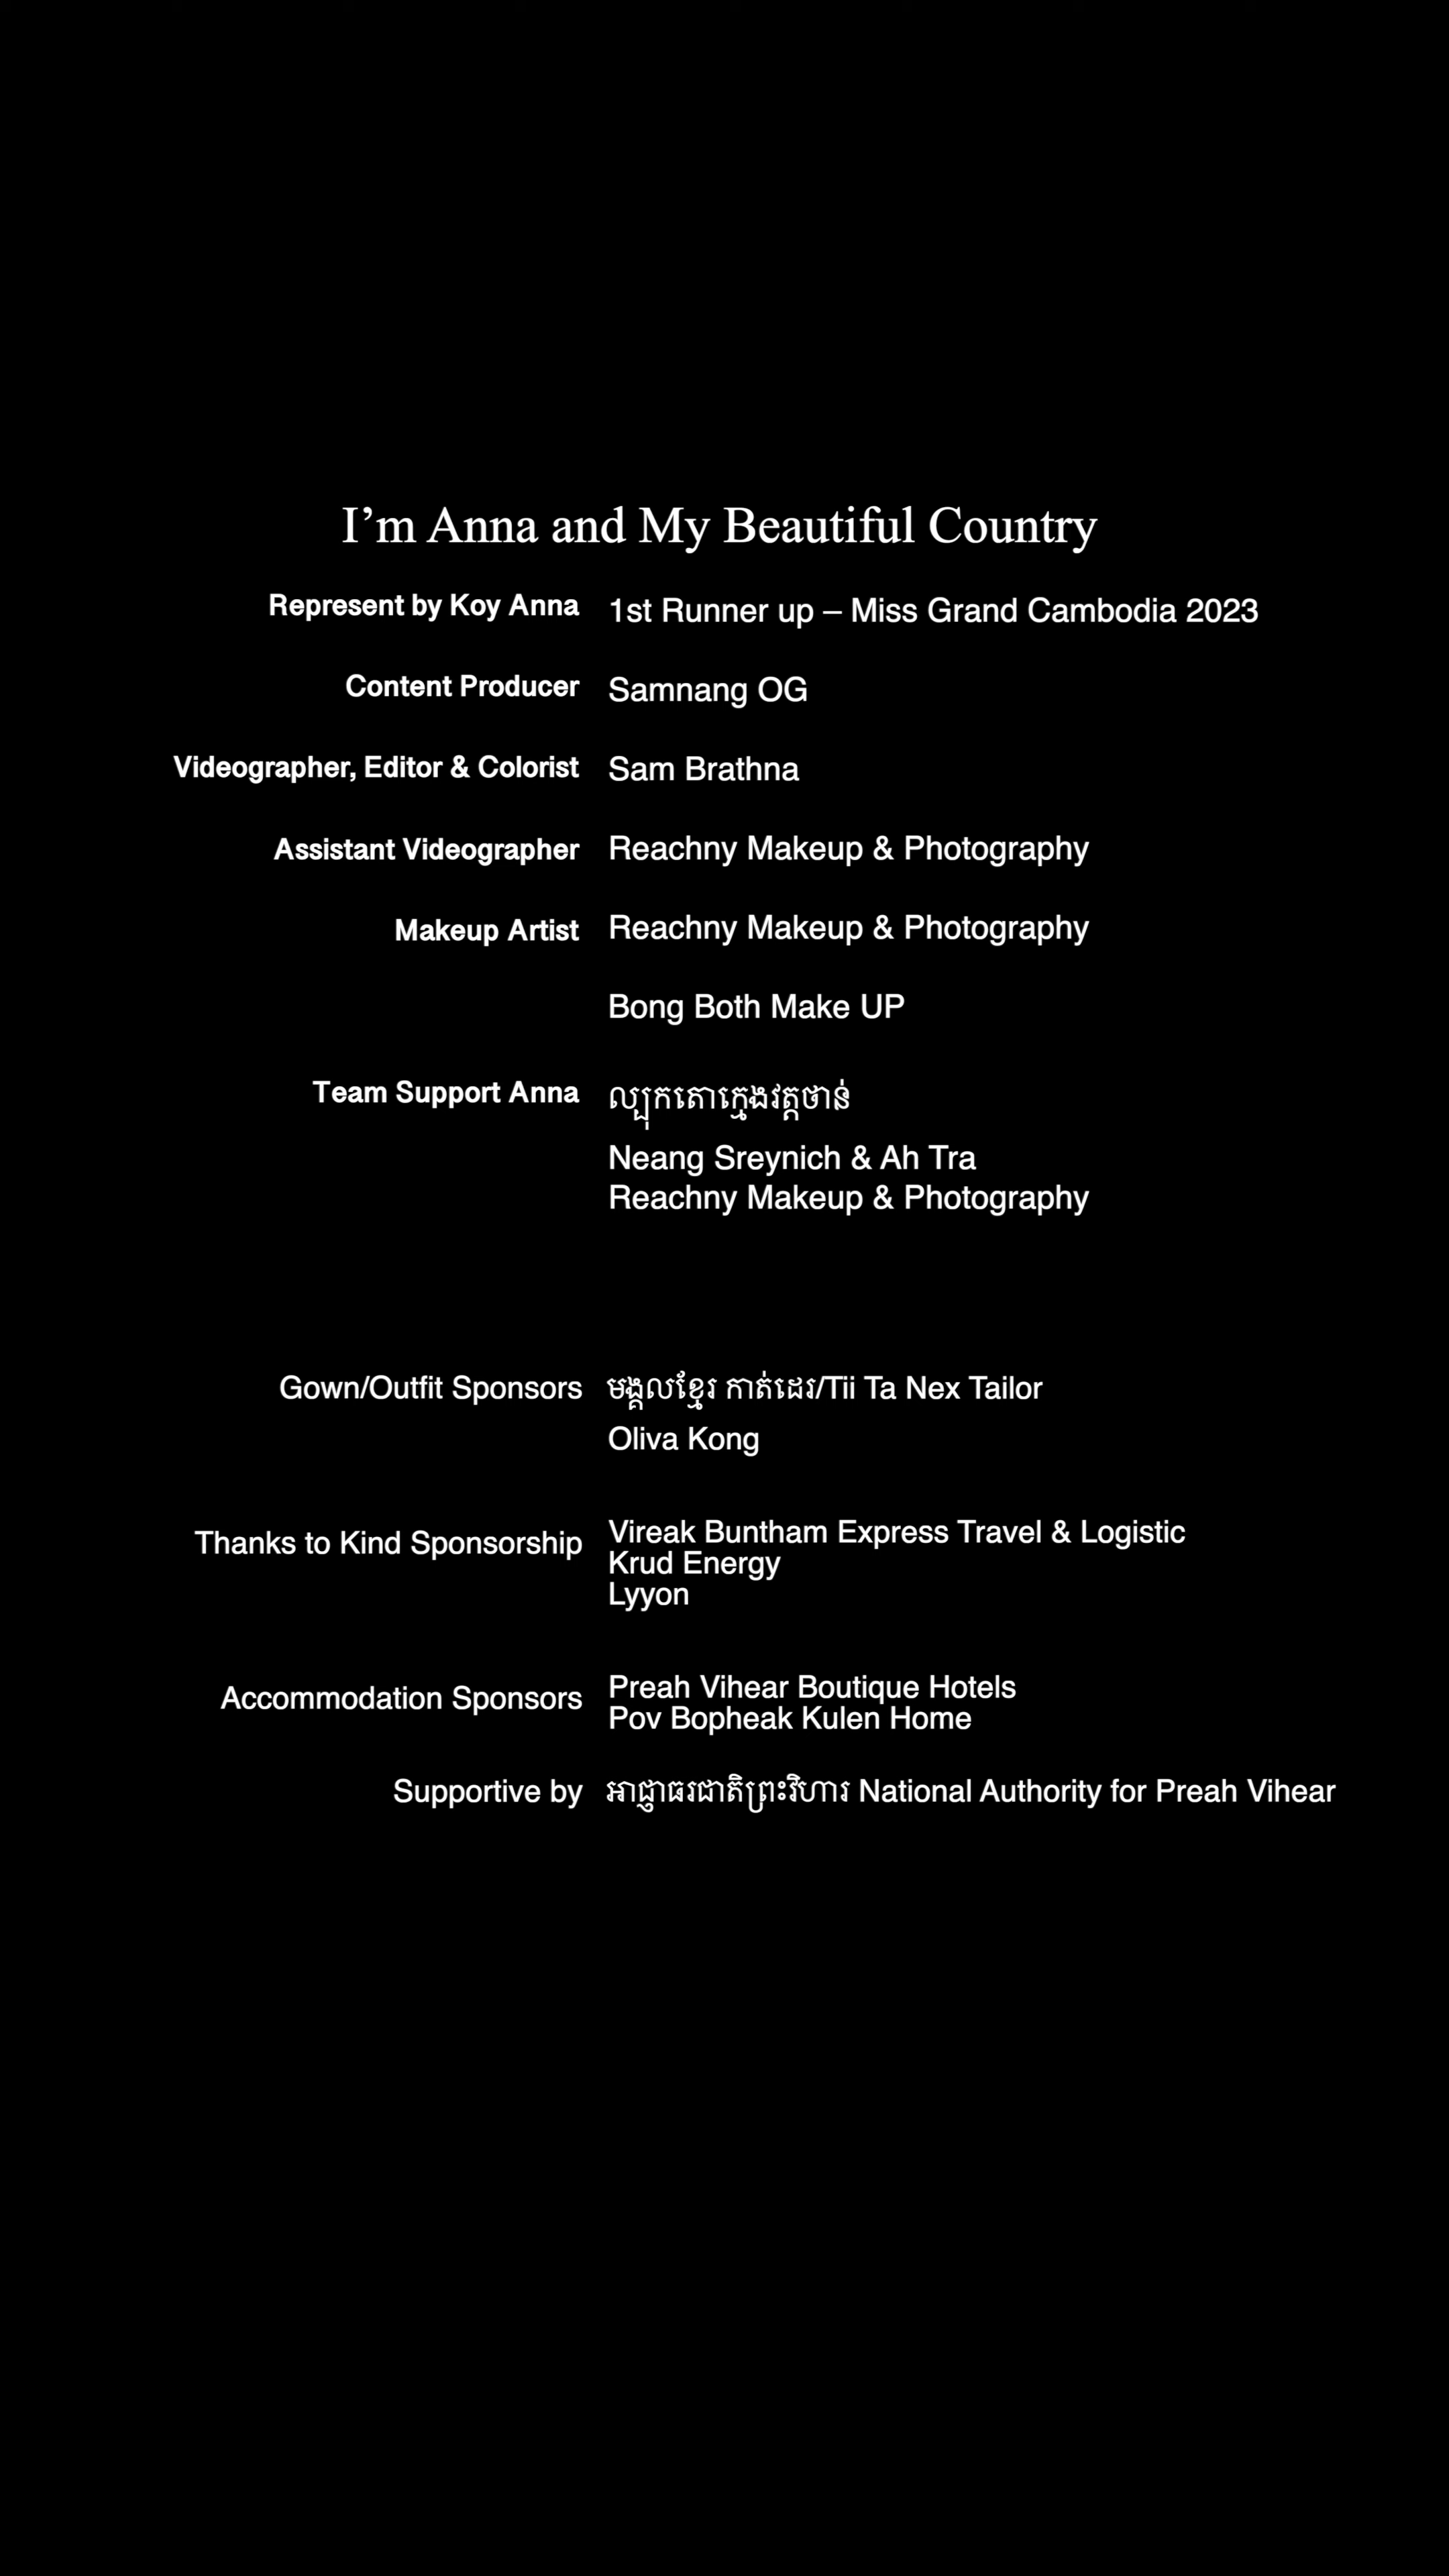 I’m Anna and My Beautiful Country
Represent by Koy Anna 1st Runner up – Miss Grand Cambodia 2023
Content Producer Samnang OG
Videographer, Editor & Colorist Sam Brathna
Assistant Videographer Reachny Makeup & Photography
Makeup Artist Reachny Makeup & Photography
Bong Both Make UP
Team Support Anna ល្បុកតោក្មេងវត្តថាន់
Neang Sreynich & Ah Tra
Reachny Makeup & Photography
Gown/Outfit Sponsors មង្គលខ្មែរ កាត់ដេរ/Tii Ta Nex Tailor
Oliva Kong
Thanks to Kind Sponsorship Vireak Buntham Express Travel & Logistic
Krud Energy
Lyyon
Accommodation Sponsors Preah Vihear Boutique Hotels
Pov Bopheak Kulen Home
Supportive by អាជ្ញាធរជាតិព្រះវិហារ National Authority for Preah Vihear